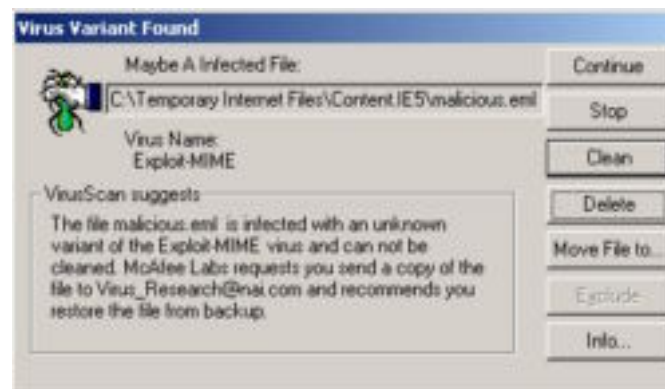 Virus Variant Found
Maybe A Infected File:
C:\Temporary Internet Files\Content.IE5\malicious.eml
Virus Name:
Exploit-MIME
VirusScan suggests
The file malicious.eml is infected with an unknown
variant of the Exploit-MIME virus and can not be
cleaned. McAfee Labs requests you send a copy of the
file to Virus_Research@nai.com and recommends you
restore the file from backup.
Continue
Stop
Clean
Delete
Move File to...
Exclude
Info...